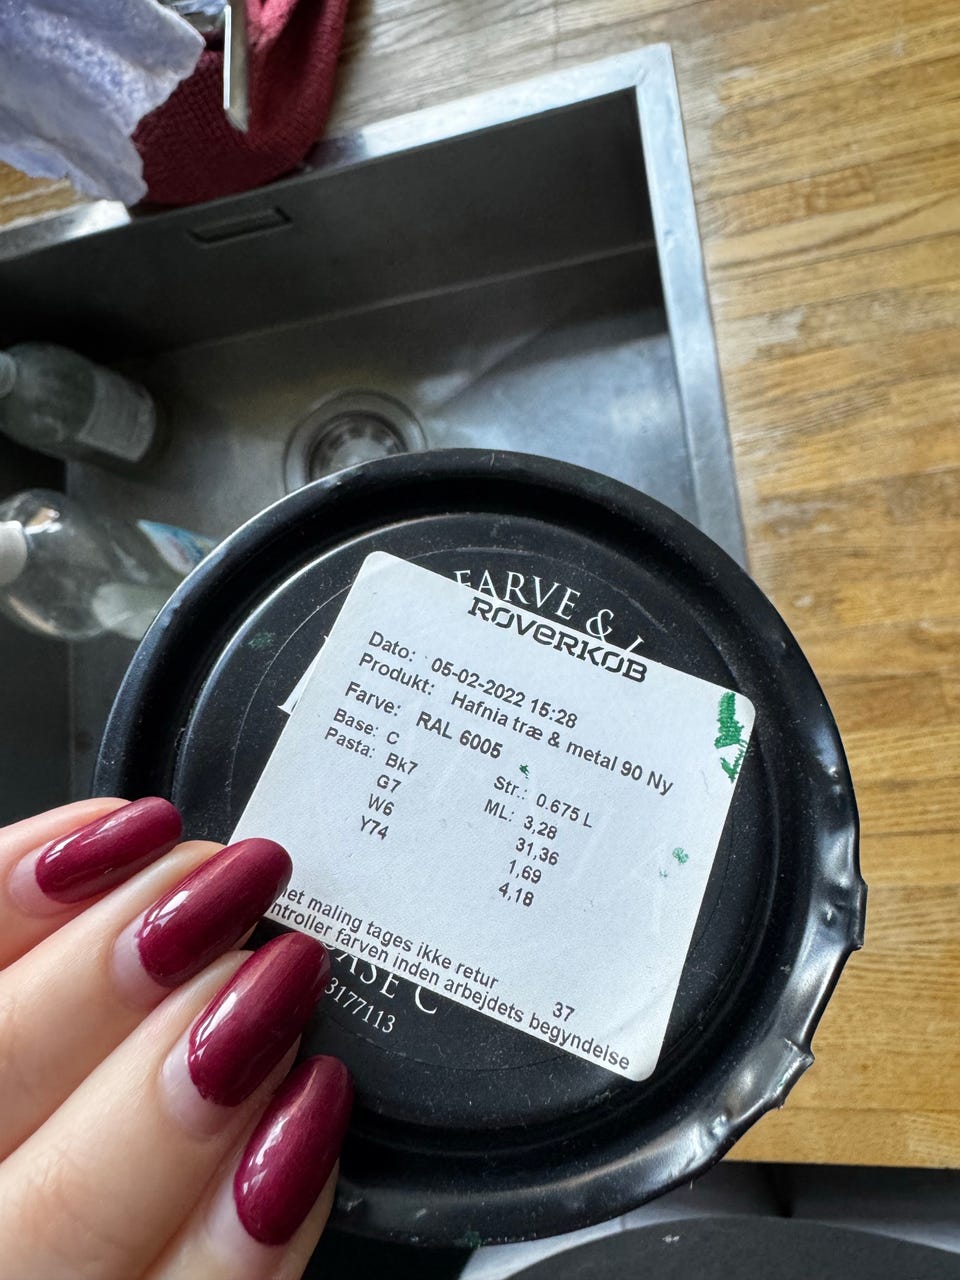 FARVE &
ROVERKØB
Dato: 05-02-2022 15:28
Produkt: Hafnia træ & metal 90 Ny
Farve: RAL 6005
Base: C Str.: 0.675 L
Pasta: Bk7 ML: 3,28
G7 31,36
W6 1,69
Y74 4,18
maling tages ikke retur 37
farven inden arbejdets begyndelse
C
3177113